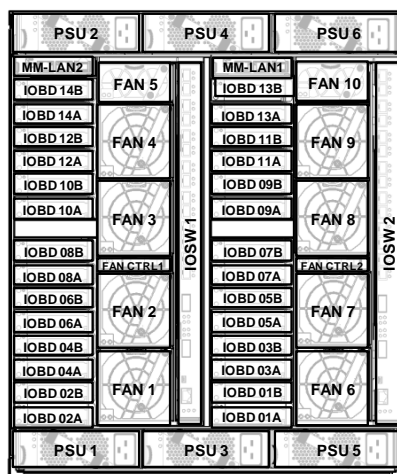 PSU 2 PSU 4 PSU 6
MM-LAN2
IOBD 14B
IOBD 14A
IOBD 12B
IOBD 12A
IOBD 10B
IOBD 10A
IOBD 08B
IOBD 08A
IOBD 06B
IOBD 06A
IOBD 04B
IOBD 04A
IOBD 02B
IOBD 02A
FAN 5
FAN 4
FAN 3
FAN CTRL1
FAN 2
FAN 1
IOSW 1
MM-LAN1
IOBD 13B
IOBD 13A
IOBD 11B
IOBD 11A
IOBD 09B
IOBD 09A
IOBD 07B
IOBD 07A
IOBD 05B
IOBD 05A
IOBD 03B
IOBD 03A
IOBD 01B
IOBD 01A
FAN 10
FAN 9
FAN 8
FAN CTRL2
FAN 7
FAN 6
IOSW 2
PSU 1 PSU 3 PSU 5